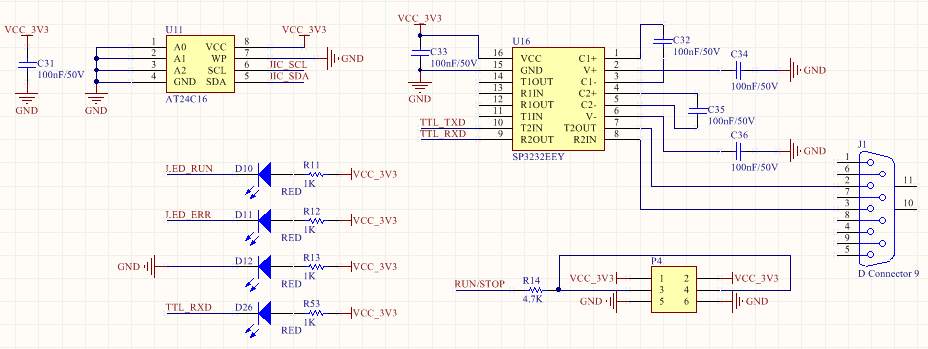 VCC_3V3
C31
100nF/50V
GND
U11
1 A0 VCC 8
2 A1 WP 7
3 A2 SCL 6
4 GND SDA 5
AT24C16
VCC_3V3
GND
IIC_SCL
IIC_SDA
GND
VCC_3V3
C33
100nF/50V
GND
TTL_TXD
TTL_RXD
U16
16 VCC C1+ 1
15 GND V+ 2
14 T1OUT C1- 3
13 R1IN C2+ 4
12 R1OUT C2- 5
11 T1IN V- 6
10 T2IN T2OUT 7
9 R2OUT R2IN 8
SP3232EEY
C32
100nF/50V
C34
100nF/50V
GND
C35
100nF/50V
C36
100nF/50V
GND
J1
1
6
2
7
3
8
4
9
5
11
10
D Connector 9
LED_RUN D10 R11 VCC_3V3
RED 1K
LED_ERR D11 R12 VCC_3V3
RED 1K
GND D12 R13 VCC_3V3
RED 1K
TTL_RXD D26 R53 VCC_3V3
RED 1K
RUN/STOP
R14
4.7K
P4
VCC_3V3 1 2 VCC_3V3
3 4
GND 5 6 GND